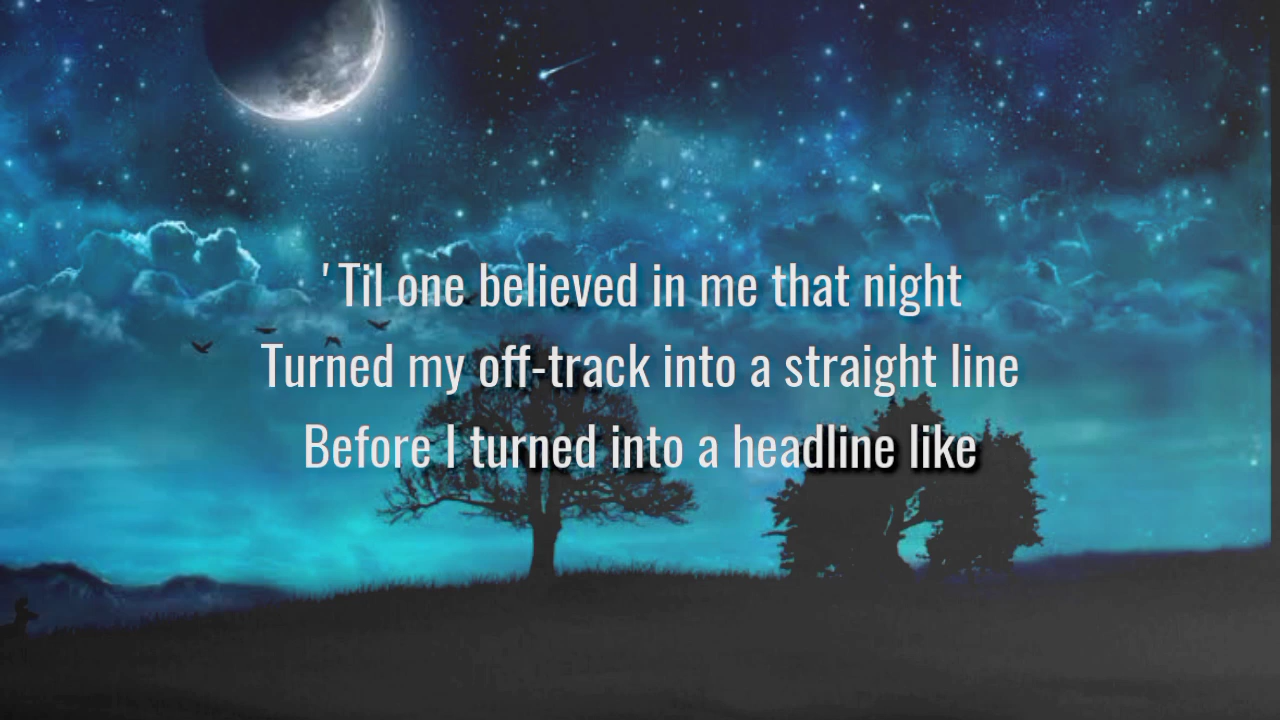 'Til one believed in me that night
Turned my off-track into a straight line
Before I turned into a headline like